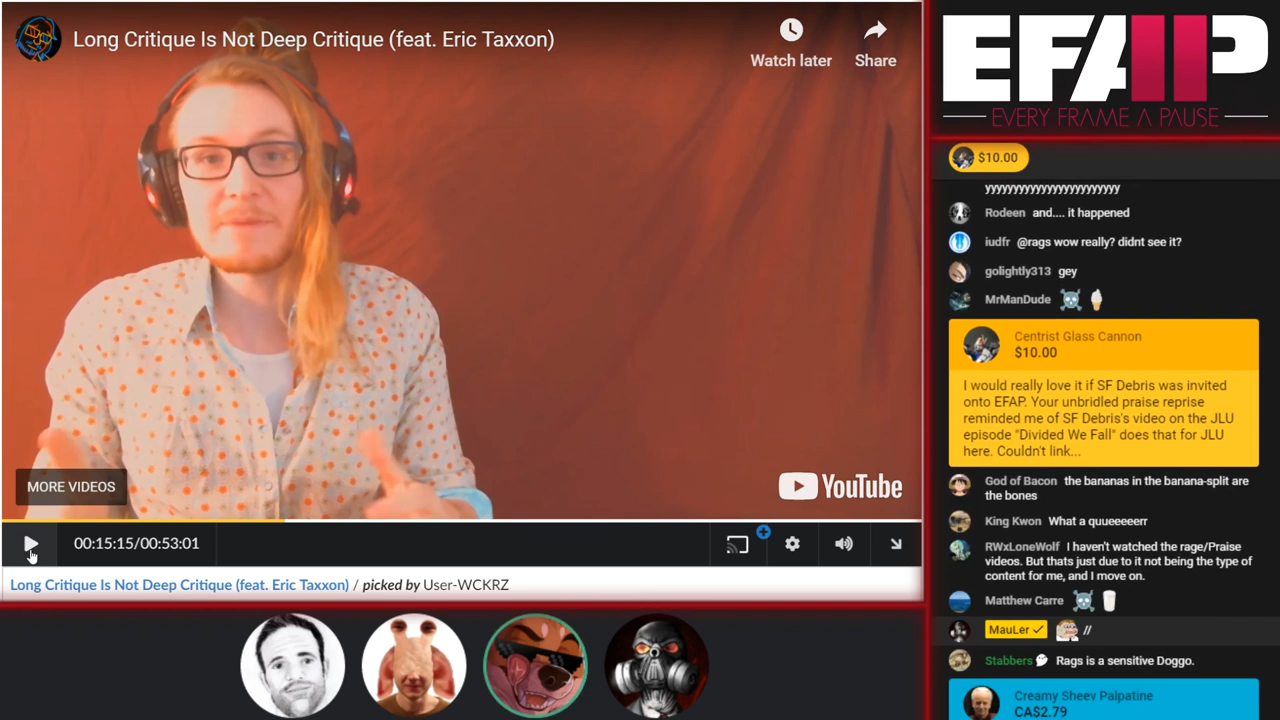 Long Critique Is Not Deep Critique (feat. Eric Taxxon)
Watch later
Share
MORE VIDEOS
YouTube
00:15:15/00:53:01
Long Critique Is Not Deep Critique (feat. Eric Taxxon) / picked by User-WCKRZ
EFAP
EVERY FRAME A PAUSE
$10.00
yyyyyyyyyyyyyyyyyyyyyyyyy
Rodeen and.... it happened
iudfr @rags wow really? didnt see it?
golightly313 gey
MrManDude
Centrist Glass Cannon
$10.00
I would really love it if SF Debris was invited
onto EFAP. Your unbridled praise reprise
reminded me of SF Debris's video on the JLU
episode "Divided We Fall" does that for JLU
here. Couldn't link...
God of Bacon the bananas in the banana-split are
the bones
King Kwon What a quueeeeerr
RWxLoneWolf I haven't watched the rage/Praise
videos. But thats just due to it not being the type of
content for me, and I move on.
Matthew Carre
MauLer //
Stabbers Rags is a sensitive Doggo.
Creamy Sheev Palpatine
CA$2.79